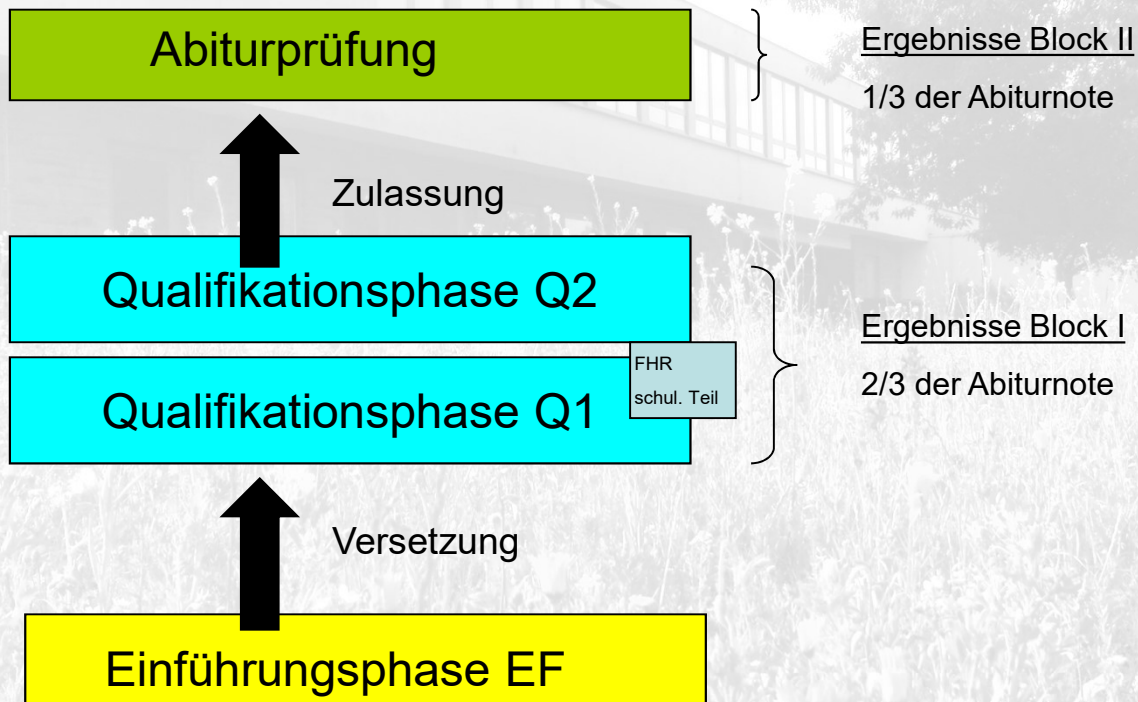 Abiturprüfung
Ergebnisse Block II
1/3 der Abiturnote
Zulassung
Qualifikationsphase Q2
Ergebnisse Block I
2/3 der Abiturnote
FHR
schul. Teil
Qualifikationsphase Q1
Versetzung
Einführungsphase EF